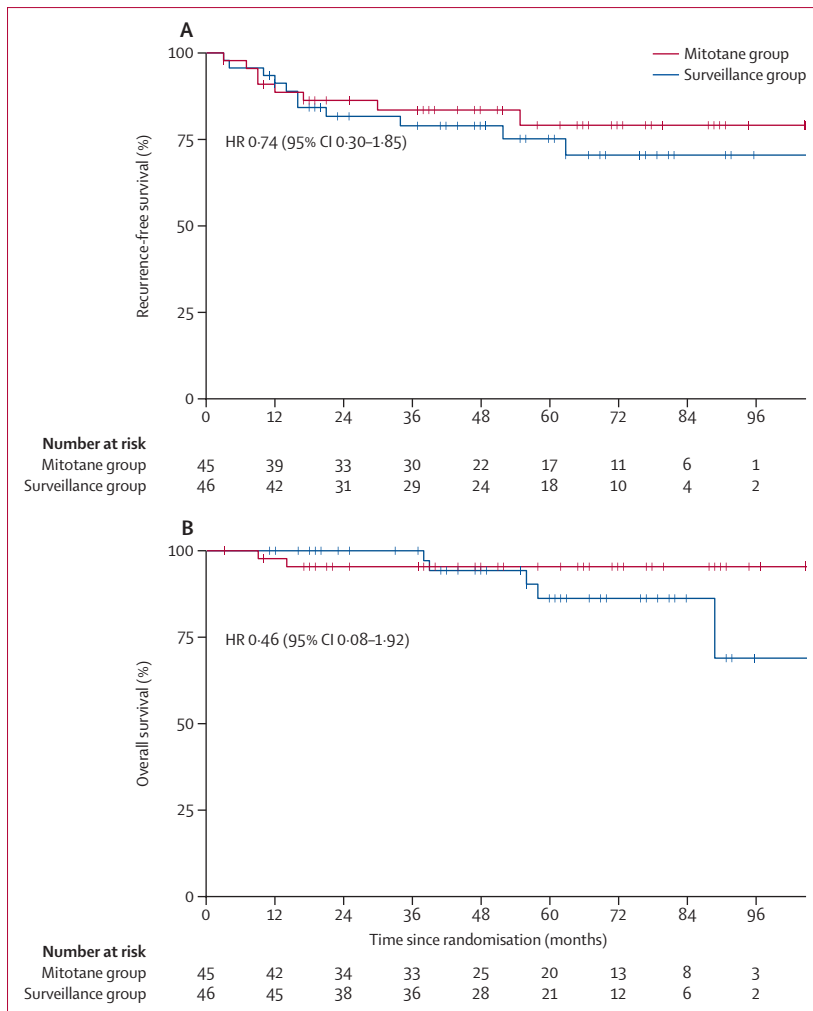 A
Mitotane group
Surveillance group
100
75
50
25
0
Recurrence-free survival (%)
HR 0·74 (95% CI 0·30–1·85)
0 12 24 36 48 60 72 84 96
Number at risk
Mitotane group 45 39 33 30 22 17 11 6 1
Surveillance group 46 42 31 29 24 18 10 4 2
B
100
75
50
25
0
Overall survival (%)
HR 0·46 (95% CI 0·08–1·92)
0 12 24 36 48 60 72 84 96
Time since randomisation (months)
Number at risk
Mitotane group 45 42 34 33 25 20 13 8 3
Surveillance group 46 45 38 36 28 21 12 6 2